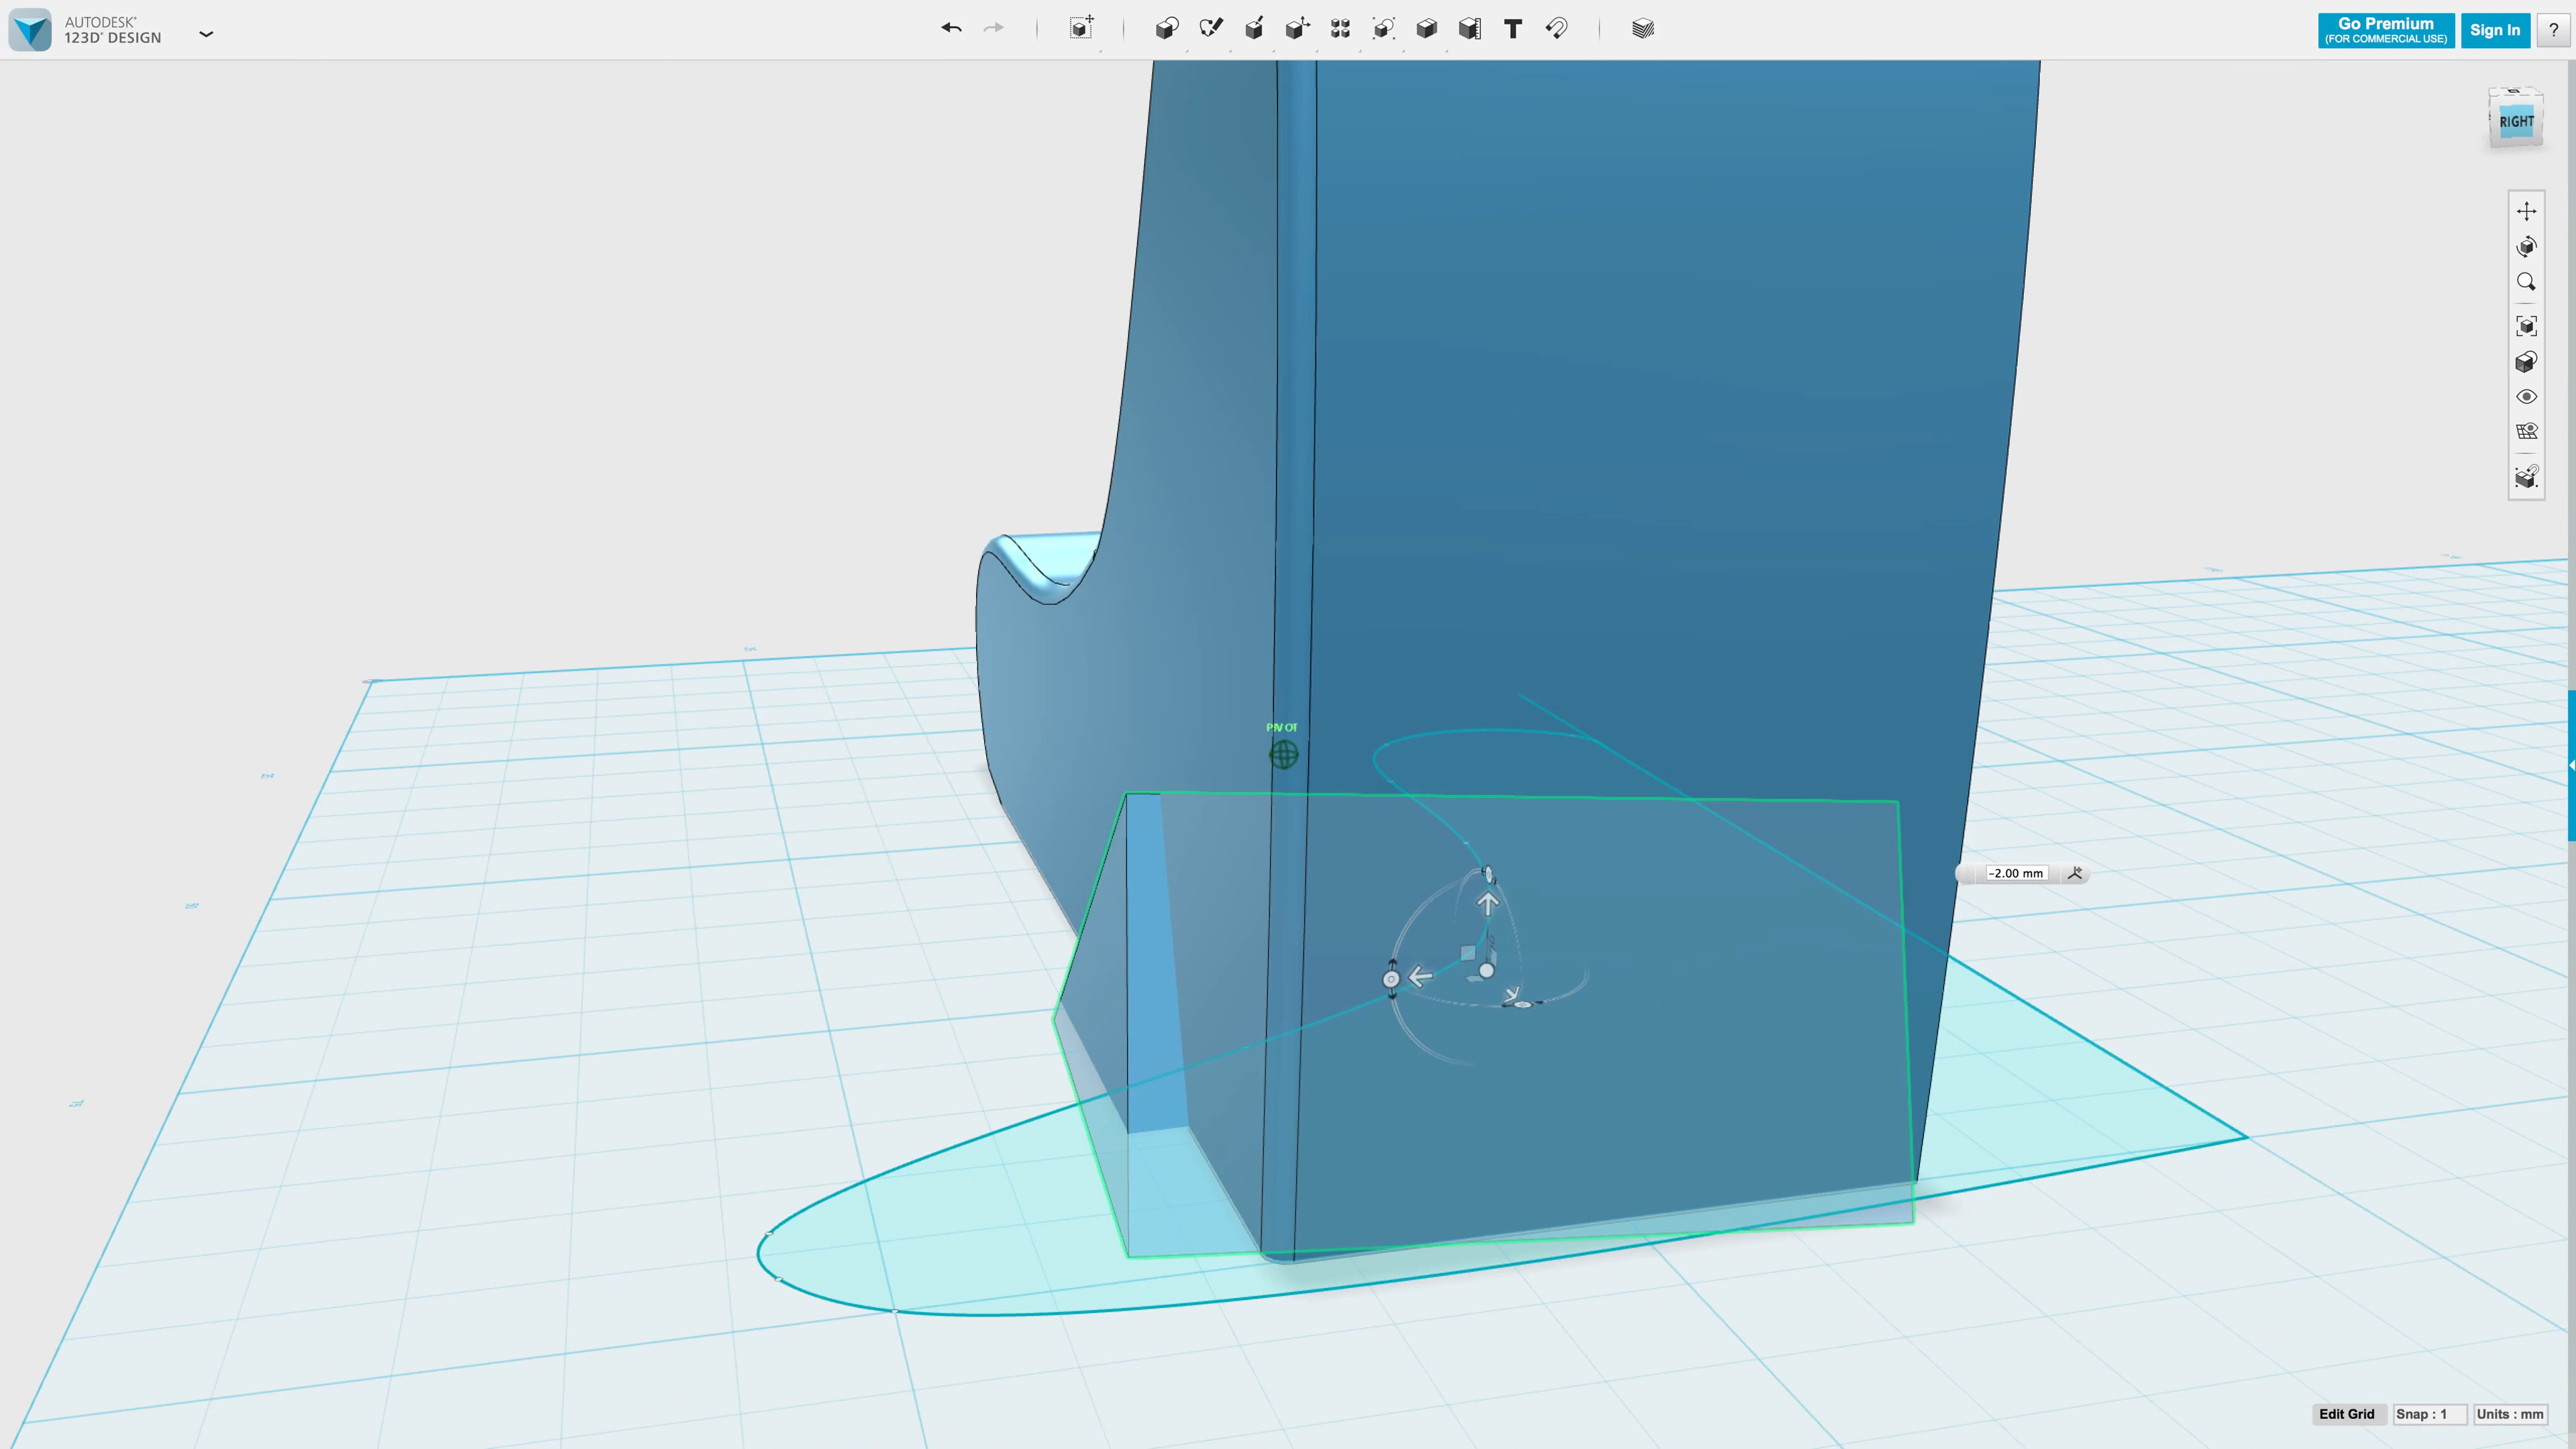 AUTODESK®
123D® DESIGN
T
Go Premium
(FOR COMMERCIAL USE)
Sign In
?
RIGHT
PIVOT
-2.00 mm
Edit Grid
Snap : 1
Units : mm